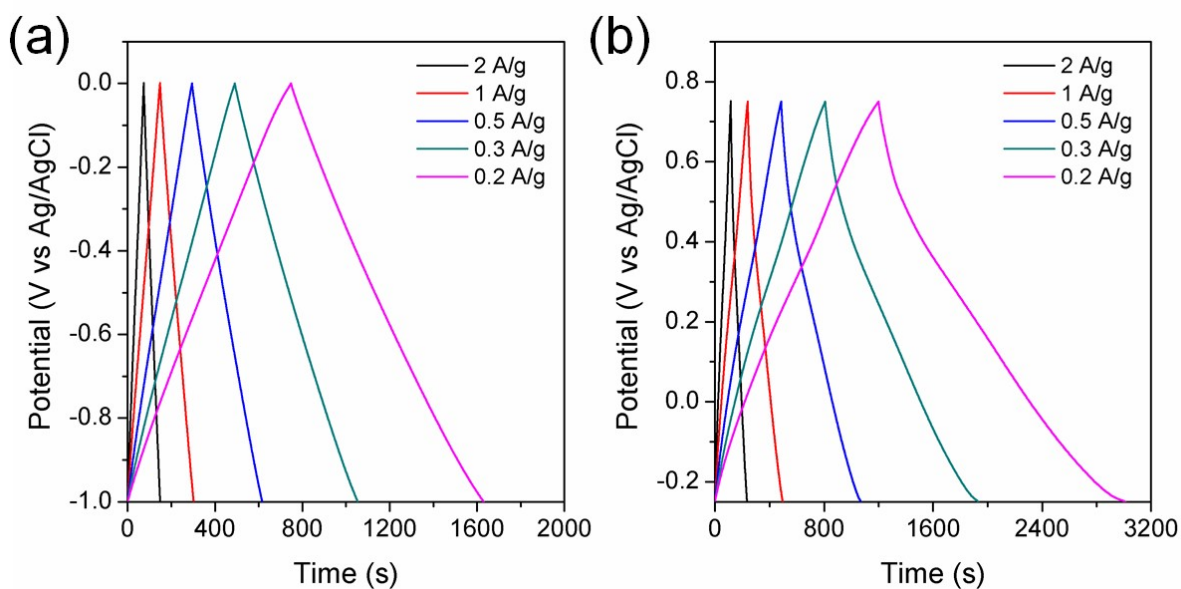 (a)
0.0
-0.2
-0.4
-0.6
-0.8
-1.0
Potential (V vs Ag/AgCl)
2 A/g
1 A/g
0.5 A/g
0.3 A/g
0.2 A/g
0 400 800 1200 1600 2000
Time (s)
(b)
0.8
0.6
0.4
0.2
0.0
-0.2
Potential (V vs Ag/AgCl)
2 A/g
1 A/g
0.5 A/g
0.3 A/g
0.2 A/g
0 800 1600 2400 3200
Time (s)